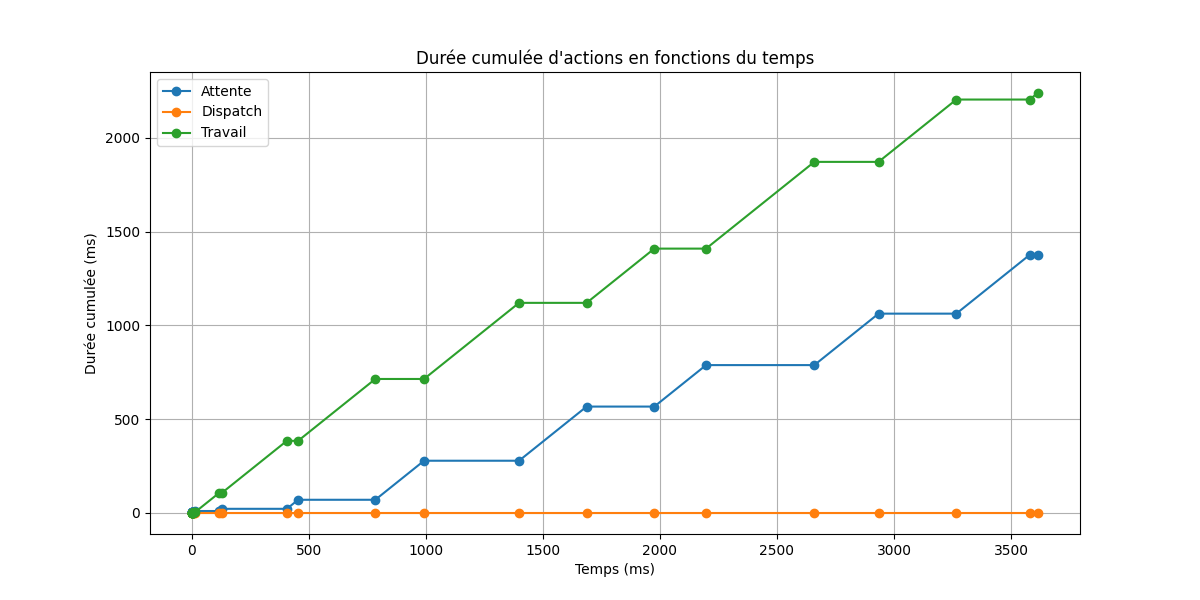 Durée cumulée d'actions en fonctions du temps
Attente
Dispatch
Travail
Durée cumulée (ms)
2000
1500
1000
500
0
0 500 1000 1500 2000 2500 3000 3500
Temps (ms)